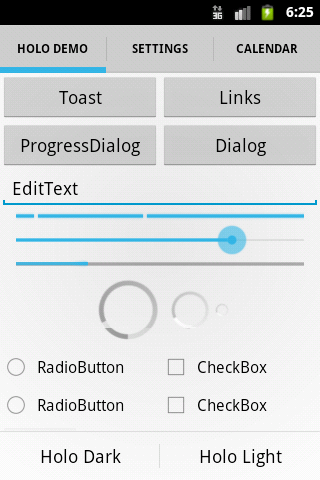 3G 6:25
HOLO DEMO SETTINGS CALENDAR
Toast Links
ProgressDialog Dialog
EditText
RadioButton CheckBox
RadioButton CheckBox
Holo Dark Holo Light